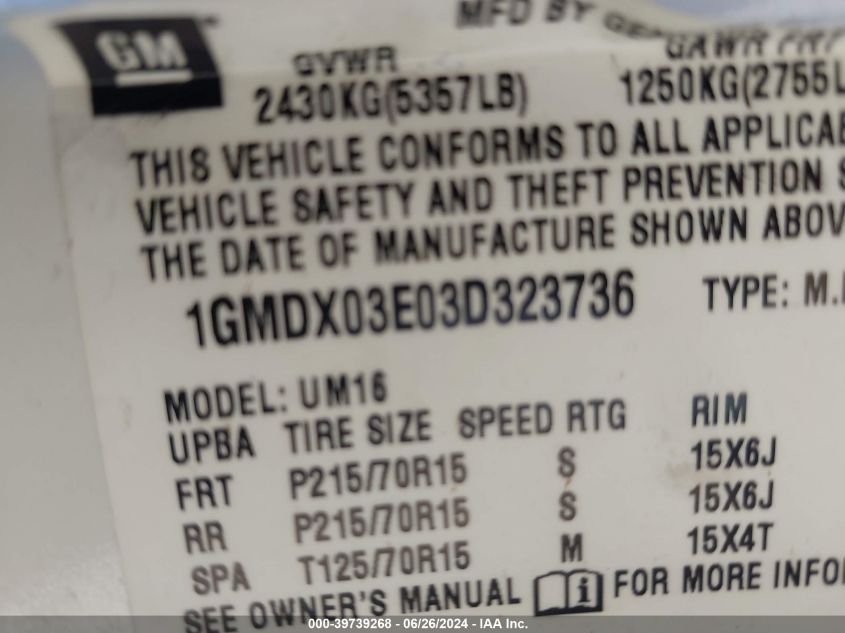 MFD BY
GM
GVWR GAWR FRT
2430KG(5357LB) 1250KG(2755L
THIS VEHICLE CONFORMS TO ALL APPLICAB
VEHICLE SAFETY AND THEFT PREVENTION S
THE DATE OF MANUFACTURE SHOWN ABOV
1GMDX03E03D323736 TYPE: M.
MODEL: UM16
UPBA TIRE SIZE SPEED RTG RIM
FRT P215/70R15 S 15X6J
RR P215/70R15 S 15X6J
SPA T125/70R15 M 15X4T
SEE OWNER'S MANUAL i FOR MORE INFO
000-39739268 - 06/26/2024 - IAA Inc.